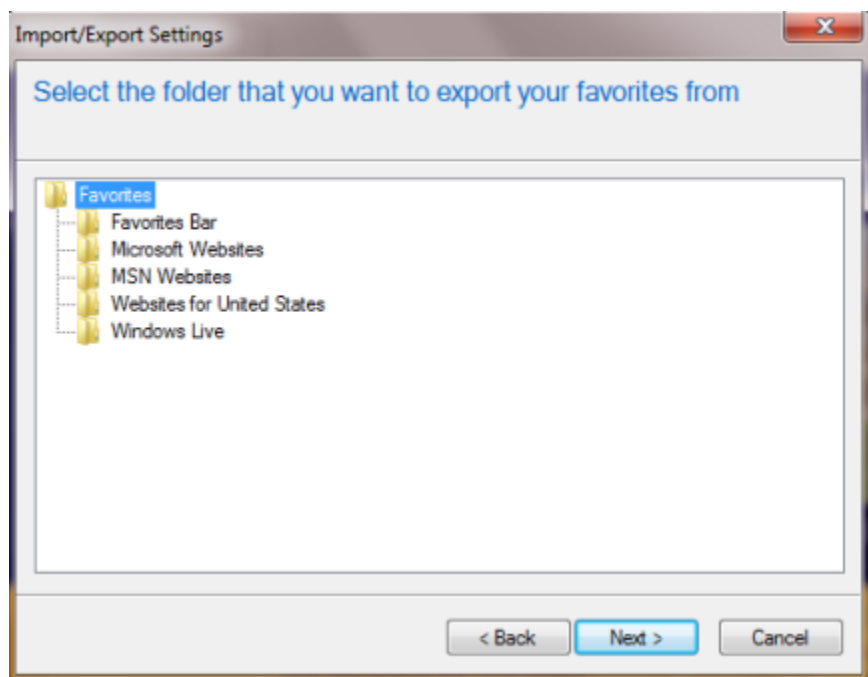 Import/Export Settings
Select the folder that you want to export your favorites from
Favorites
Favorites Bar
Microsoft Websites
MSN Websites
Websites for United States
Windows Live
< Back
Next >
Cancel